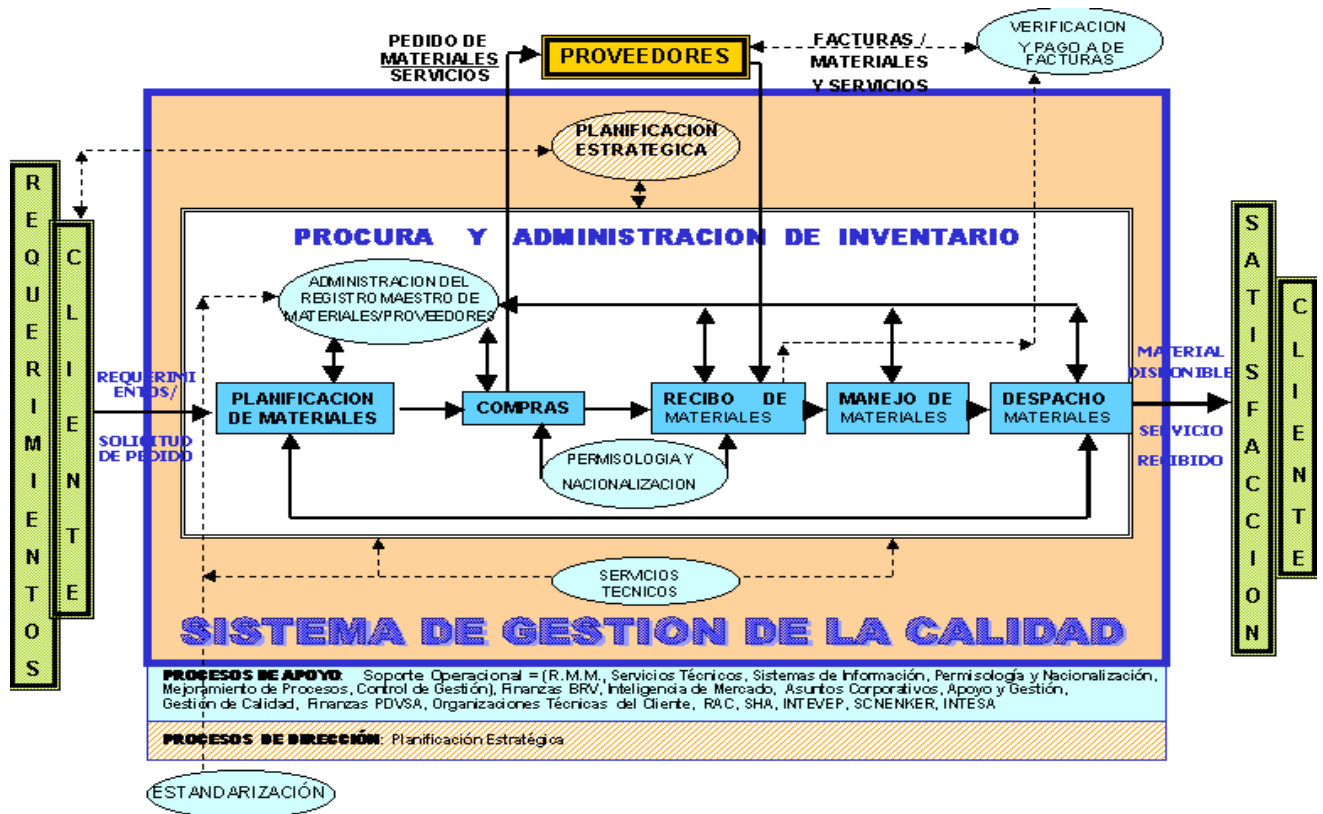 PEDIDO DE
MATERIALES
SERVICIOS
PROVEEDORES
FACTURAS /
MATERIALES
Y SERVICIOS
VERIFICACION
Y PAGO A DE
FACTURAS
PLANIFICACION
ESTRATEGICA
REQUERIMIENTOS
CLIENTE
PROCURA Y ADMINISTRACION DE INVENTARIO
ADMINISTRACION DEL
REGISTRO MAESTRO DE
MATERIALES/PROVEEDORES
REQUERIMI
ENTOS/
SOLICITUD
DE PEDIDO
PLANIFICACION
DE MATERIALES
COMPRAS
RECIBO DE
MATERIALES
MANEJO DE
MATERIALES
DESPACHO
MATERIALES
PERMISOLOGIA Y
NACIONALIZACION
MATERIAL
DISPONIBLE
SERVICIO
RECIBIDO
SATISFACCION
CLIENTE
SERVICIOS
TECNICOS
SISTEMA DE GESTION DE LA CALIDAD
PROCESOS DE APOYO: Soporte Operacional = (R.M.M., Servicios Técnicos, Sistemas de Información, Permisología y Nacionalización,
Mejoramiento de Procesos, Control de Gestión), Finanzas BRV, Inteligencia de Mercado, Asuntos Corporativos, Apoyo y Gestión,
Gestión de Calidad, Finanzas PDVSA, Organizaciones Técnicas del Cliente, RAC, SHA, INTEVEP, SCNENKER, INTESA
PROCESOS DE DIRECCIÓN: Planificación Estratégica
ESTANDARIZACIÓN